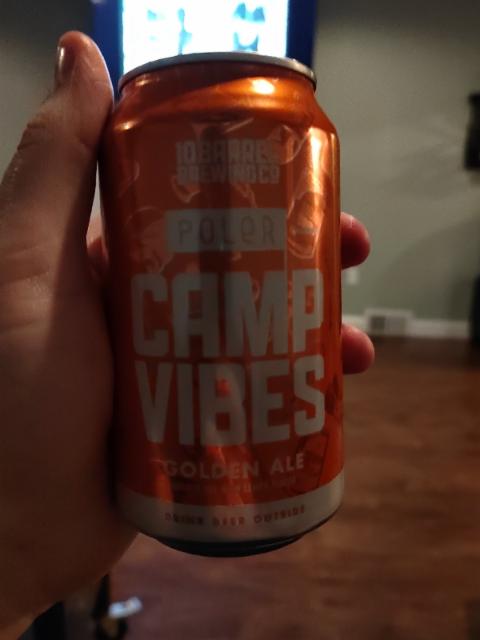 10 BARREL
BREWING CO
POLeR
CAMP
VIBES
GOLDEN ALE
DRINK BEER OUTSIDE